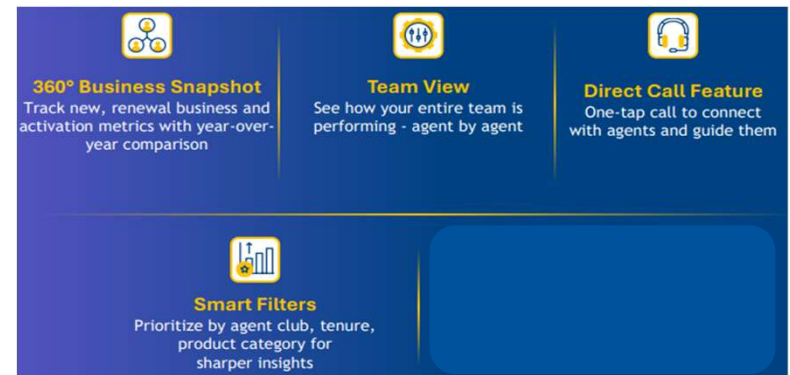 360° Business Snapshot
Track new, renewal business and
activation metrics with year-over-
year comparison
Team View
See how your entire team is
performing - agent by agent
Direct Call Feature
One-tap call to connect
with agents and guide them
Smart Filters
Prioritize by agent club, tenure,
product category for
sharper insights